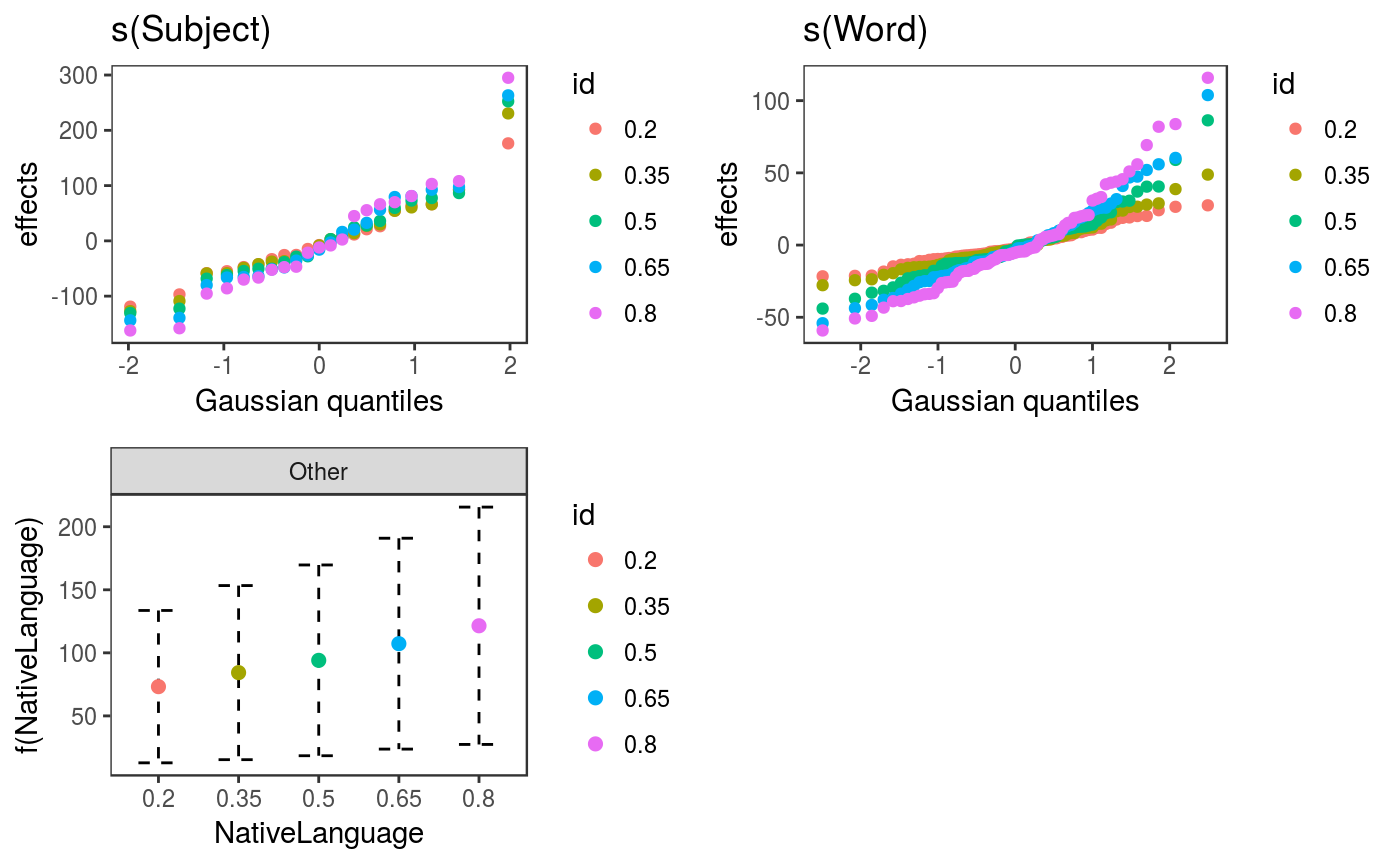 s(Subject)
300
200
100
0
-100
effects
-2 -1 0 1 2
Gaussian quantiles
id
0.2
0.35
0.5
0.65
0.8
s(Word)
100
50
0
-50
effects
-2 -1 0 1 2
Gaussian quantiles
id
0.2
0.35
0.5
0.65
0.8
Other
200
150
100
50
f(NativeLanguage)
0.2 0.35 0.5 0.65 0.8
NativeLanguage
id
0.2
0.35
0.5
0.65
0.8